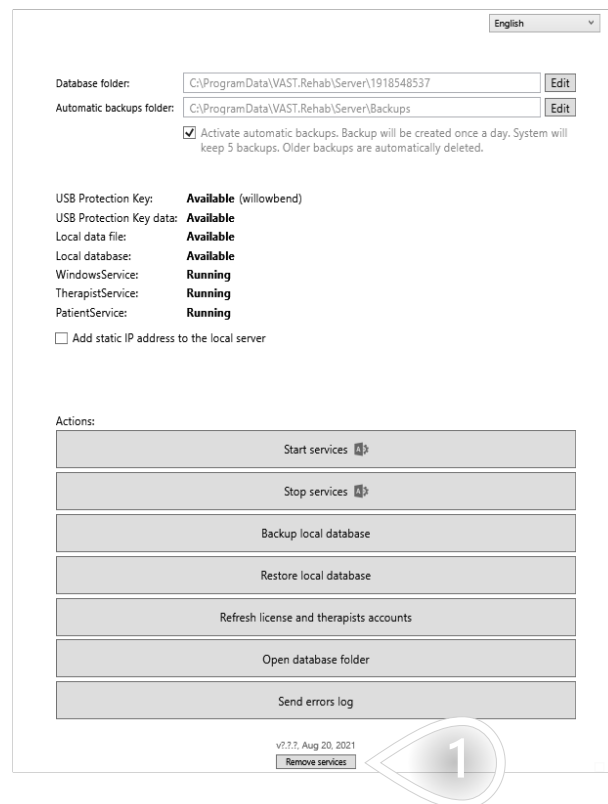 English
Database folder: C:\ProgramData\VAST.Rehab\Server\1918548537 Edit
Automatic backups folder: C:\ProgramData\VAST.Rehab\Server\Backups Edit
Activate automatic backups. Backup will be created once a day. System will
keep 5 backups. Older backups are automatically deleted.
USB Protection Key: Available (willowbend)
USB Protection Key data: Available
Local data file: Available
Local database: Available
WindowsService: Running
TherapistService: Running
PatientService: Running
Add static IP address to the local server
Actions:
Start services
Stop services
Backup local database
Restore local database
Refresh license and therapists accounts
Open database folder
Send errors log
v?.?.?, Aug 20, 2021
Remove services
1